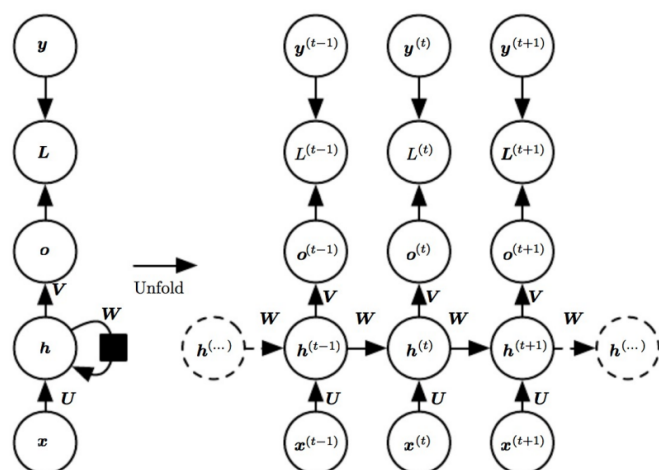 y y^(t−1) y^(t) y^(t+1)
L L^(t−1) L^(t) L^(t+1)
o o^(t−1) o^(t) o^(t+1)
Unfold
V V V V
W W W W W
h h^(...) h^(t−1) h^(t) h^(t+1) h^(...)
U U U U
x x^(t−1) x^(t) x^(t+1)